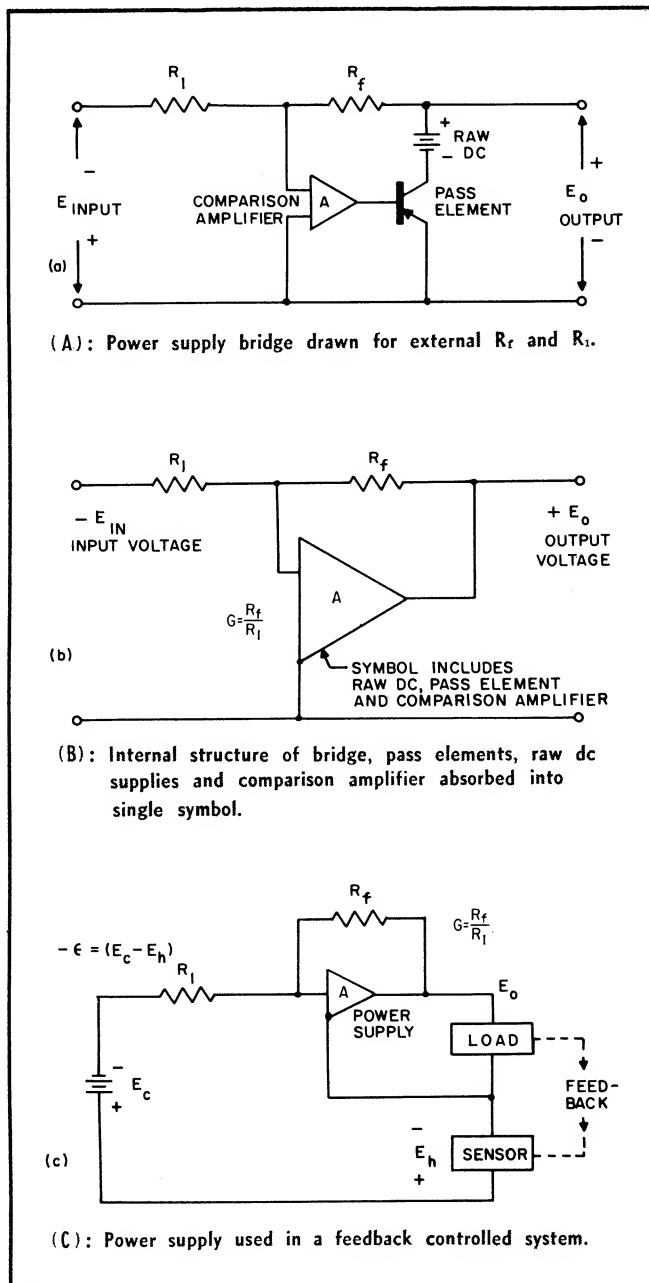 R1 Rf
+ RAW
- DC
- +
E INPUT COMPARISON AMPLIFIER A PASS ELEMENT Eo OUTPUT
+ -
(a)
(A): Power supply bridge drawn for external Rf and R1.
R1 Rf
- E IN
INPUT VOLTAGE
+ Eo
OUTPUT
VOLTAGE
A
G=Rf/R1
(b)
SYMBOL INCLUDES
RAW DC, PASS ELEMENT
AND COMPARISON AMPLIFIER
(B): Internal structure of bridge, pass elements, raw dc
supplies and comparison amplifier absorbed into
single symbol.
Rf
G=Rf/R1
- ϵ = (Ec - Eh)
R1
A
POWER
SUPPLY
Eo
LOAD
-
Ec
+
FEED-
BACK
-
Eh
+
SENSOR
(c)
(C): Power supply used in a feedback controlled system.